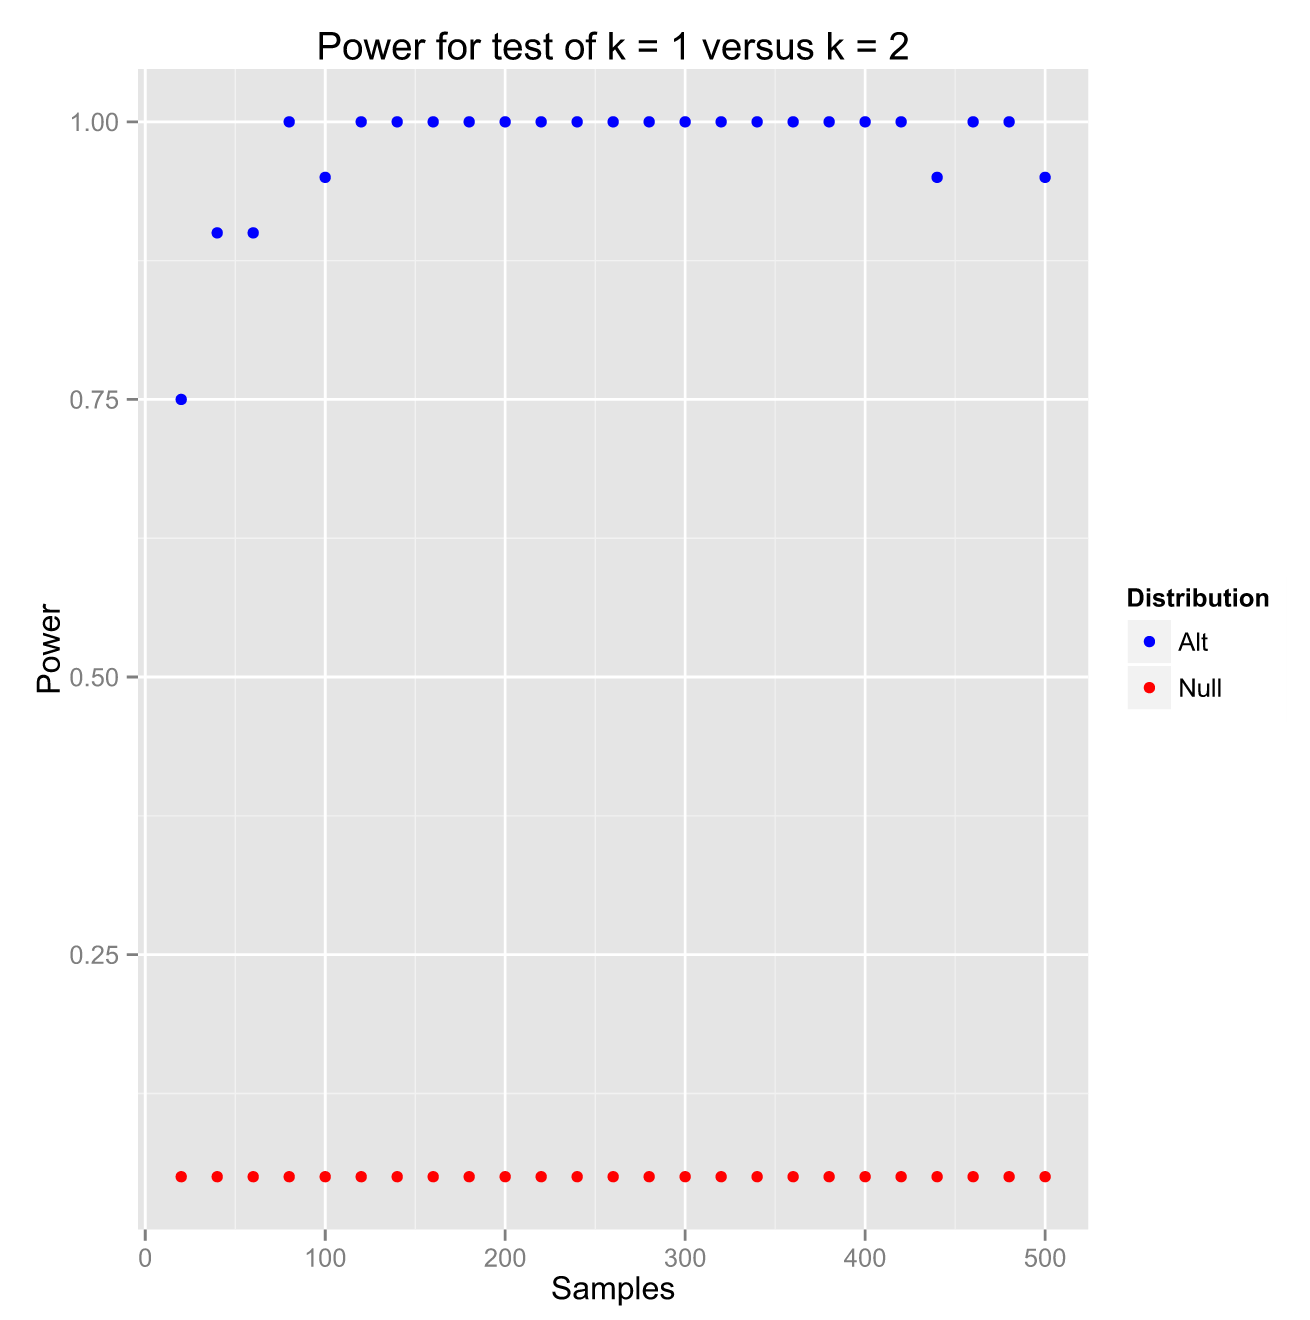 Power for test of k = 1 versus k = 2
1.00
0.75
0.50
0.25
Power
0 100 200 300 400 500
Samples
Distribution
Alt
Null